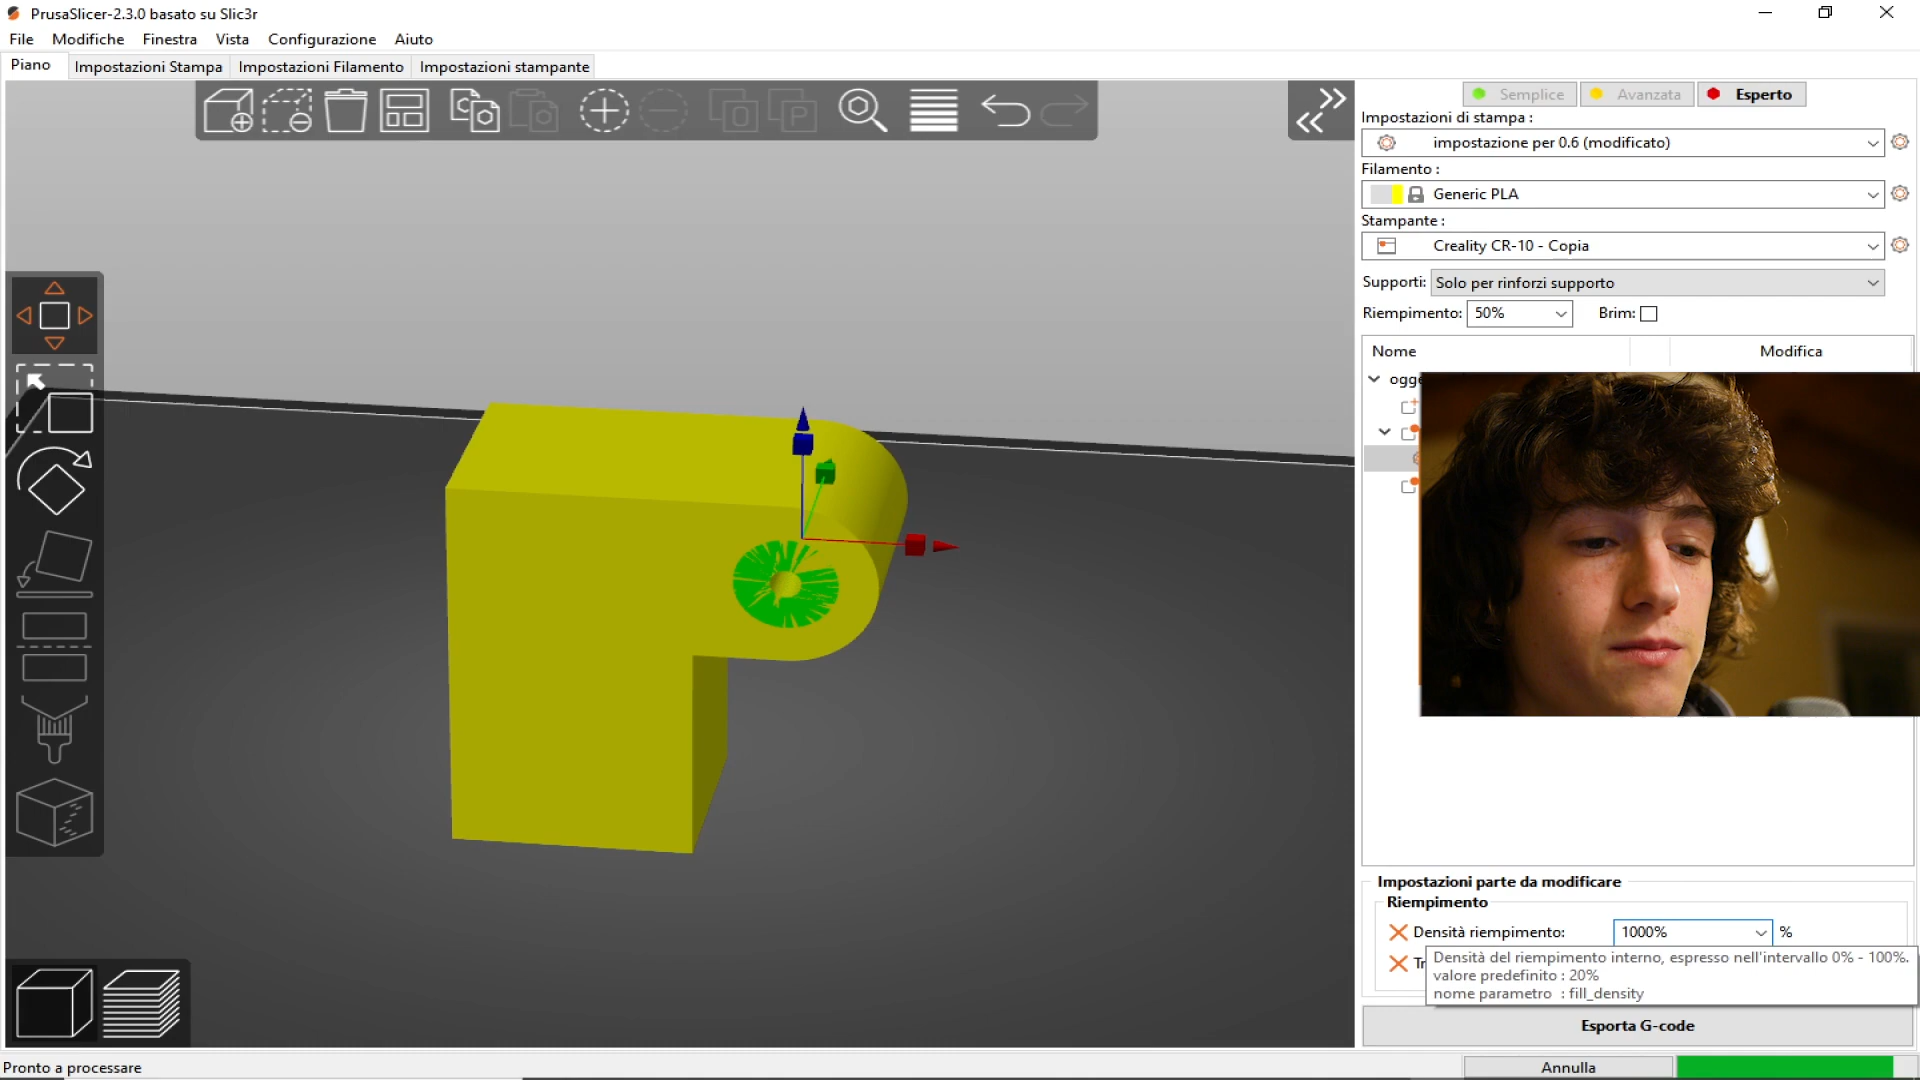 PrusaSlicer-2.3.0 basato su Slic3r
File Modifiche Finestra Vista Configurazione Aiuto
Piano Impostazioni Stampa Impostazioni Filamento Impostazioni stampante
Semplice Avanzata Esperto
Impostazioni di stampa :
impostazione per 0.6 (modificato)
Filamento :
Generic PLA
Stampante :
Creality CR-10 - Copia
Supporti: Solo per rinforzi supporto
Riempimento: 50% Brim:
Nome Modifica
Impostazioni parte da modificare
Riempimento
Densità riempimento: 1000% %
Densità del riempimento interno, espresso nell'intervallo 0% - 100%.
valore predefinito : 20%
nome parametro : fill_density
Esporta G-code
Pronto a processare Annulla